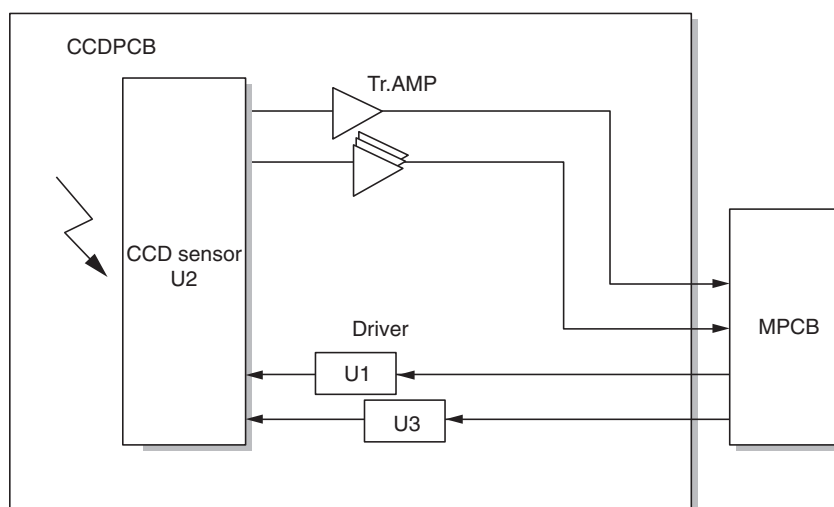 CCDPCB
Tr.AMP
CCD sensor
U2
Driver
U1
U3
MPCB